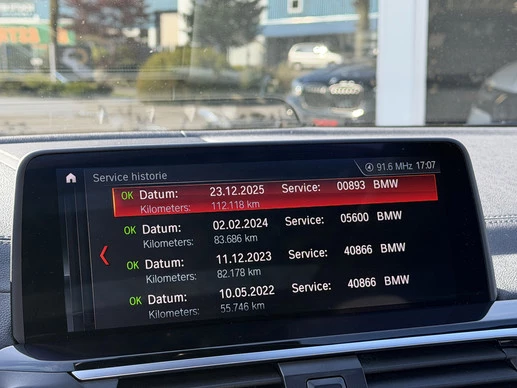 ④ 91.6 MHz 17:07
Service historie
OK Datum: 23.12.2025 Service: 00893 BMW
Kilometers: 112.118 km
OK Datum: 02.02.2024 Service: 05600 BMW
Kilometers: 83.686 km
OK Datum: 11.12.2023 Service: 40866 BMW
Kilometers: 82.178 km
OK Datum: 10.05.2022 Service: 40866 BMW
Kilometers: 55.746 km